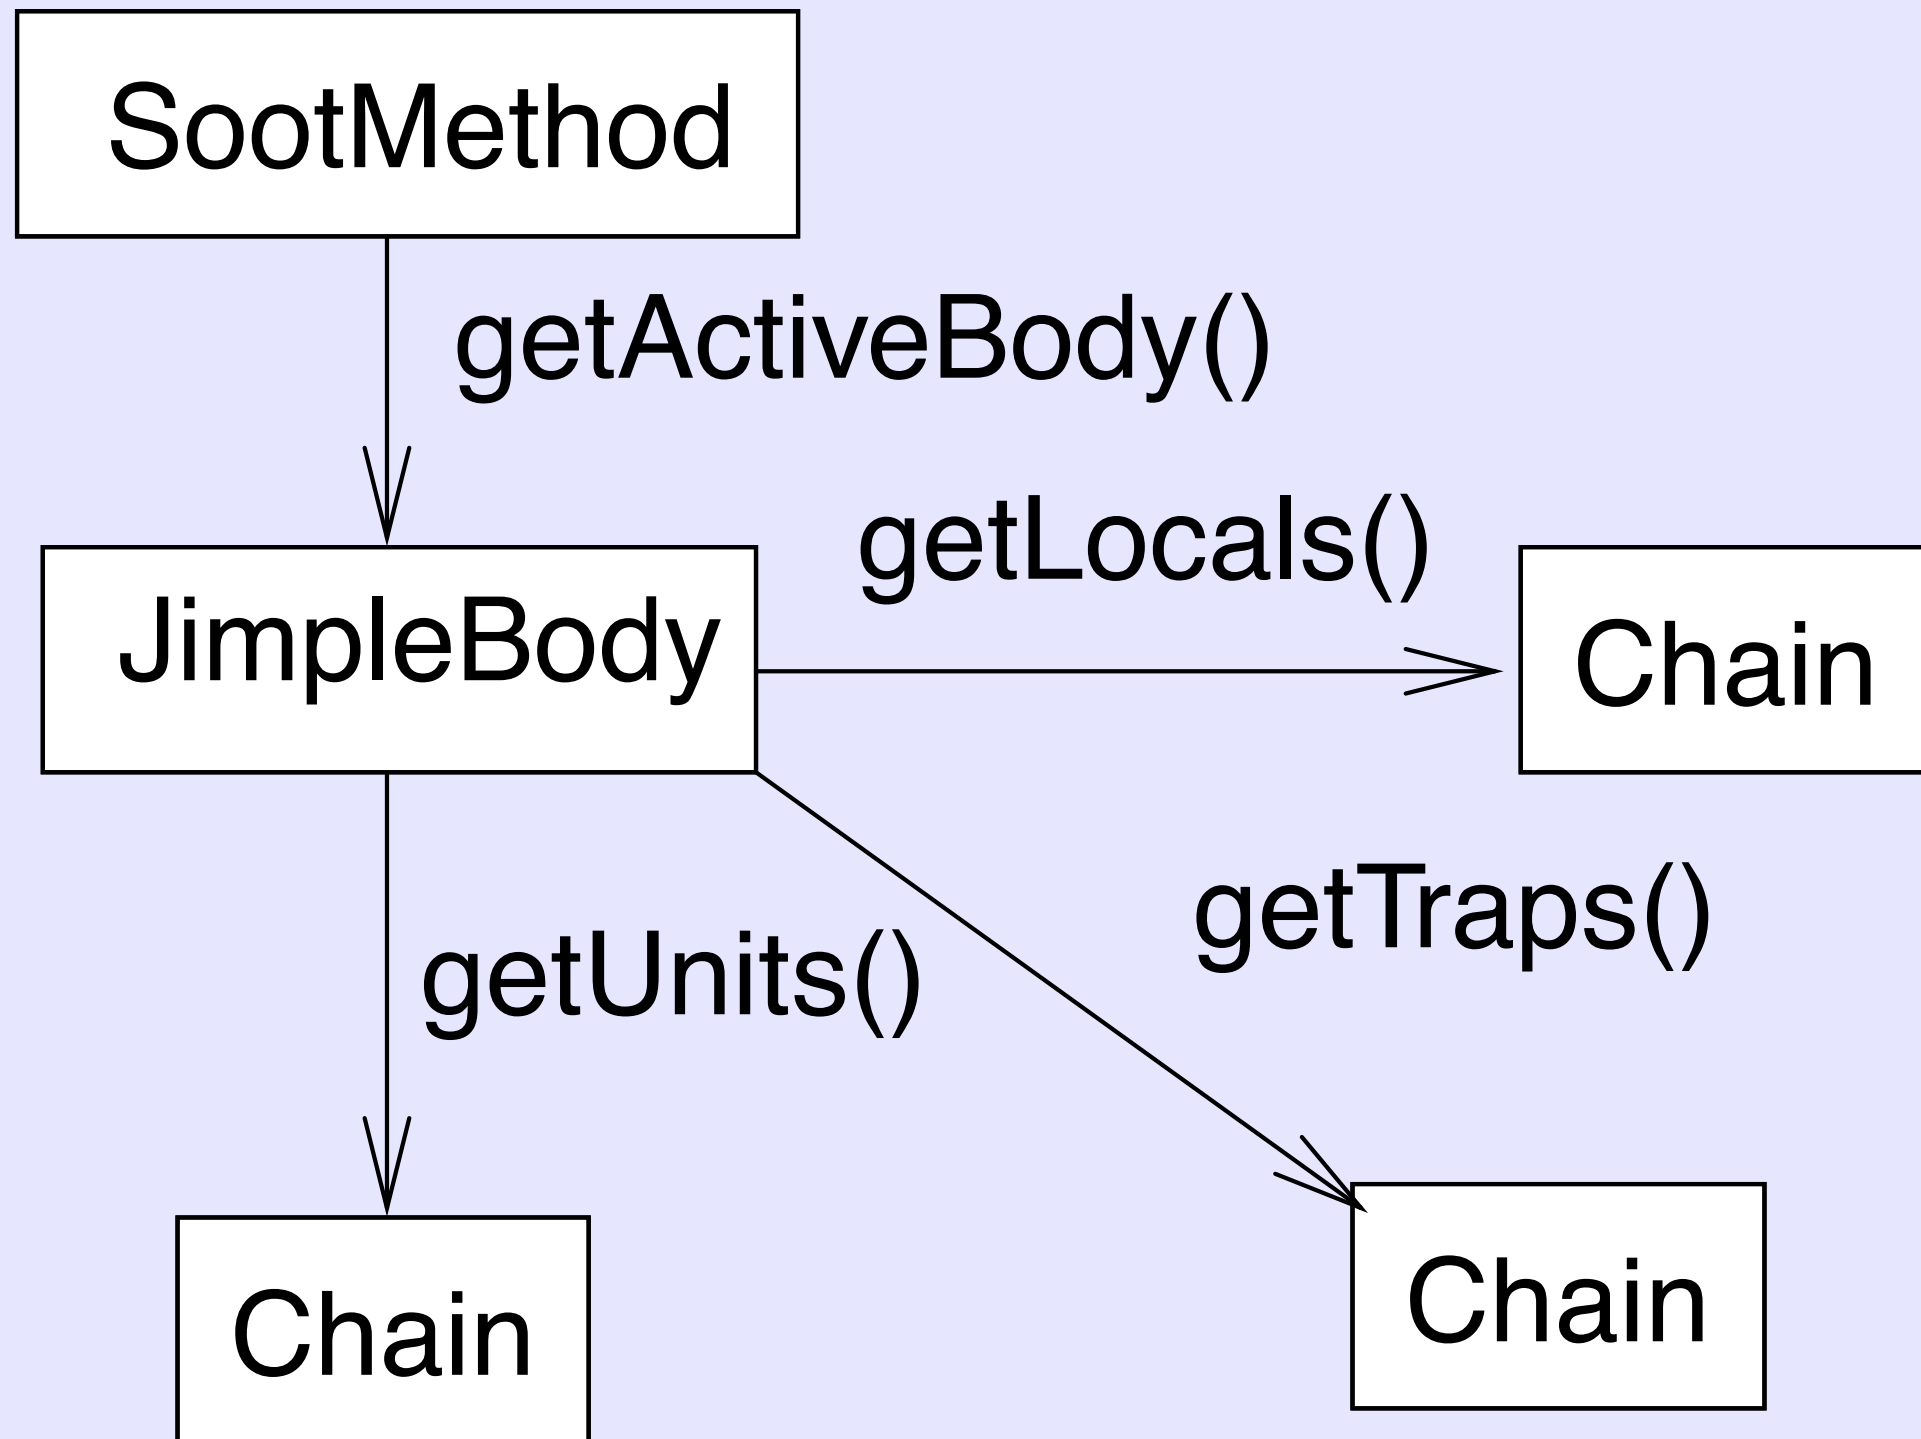 SootMethod
getActiveBody()
getLocals()
JimpleBody
Chain
getTraps()
getUnits()
Chain
Chain